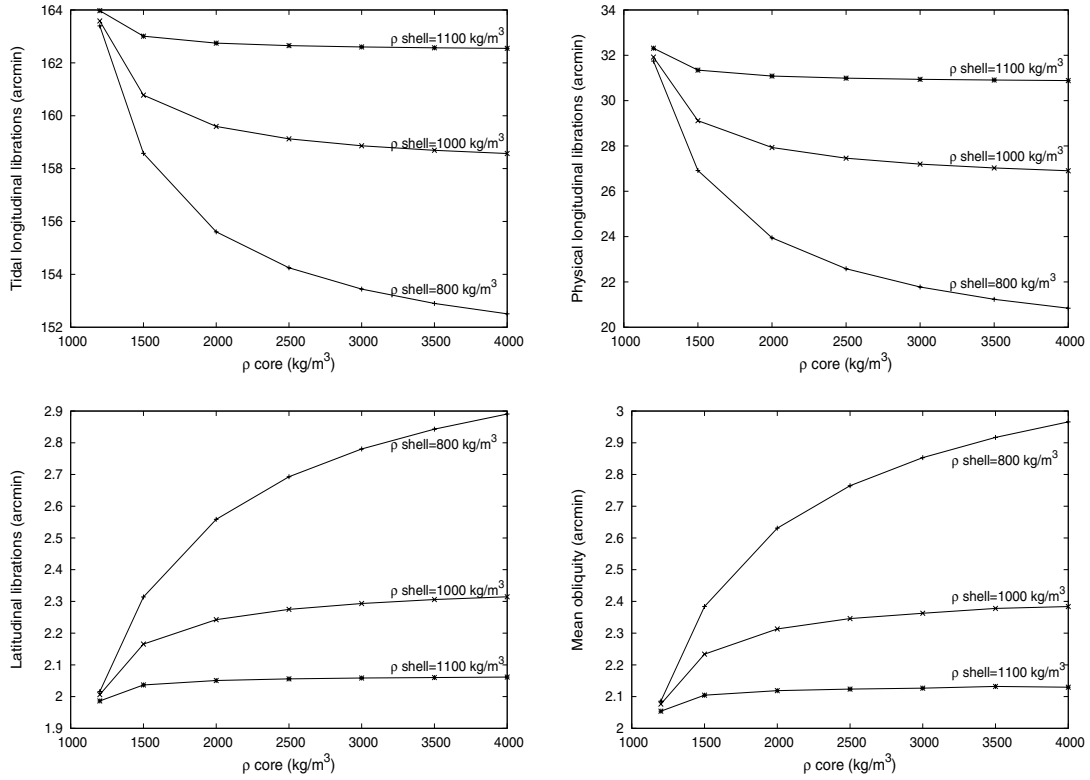 Tidal longitudinal librations (arcmin)
164
162
160
158
156
154
152
ρ shell=1100 kg/m³
ρ shell=1000 kg/m³
ρ shell=800 kg/m³
1000 1500 2000 2500 3000 3500 4000
ρ core (kg/m³)
Physical longitudinal librations (arcmin)
34
32
30
28
26
24
22
20
ρ shell=1100 kg/m³
ρ shell=1000 kg/m³
ρ shell=800 kg/m³
1000 1500 2000 2500 3000 3500 4000
ρ core (kg/m³)
Latitudinal librations (arcmin)
2.9
2.8
2.7
2.6
2.5
2.4
2.3
2.2
2.1
2
1.9
ρ shell=800 kg/m³
ρ shell=1000 kg/m³
ρ shell=1100 kg/m³
1000 1500 2000 2500 3000 3500 4000
ρ core (kg/m³)
Mean obliquity (arcmin)
3
2.9
2.8
2.7
2.6
2.5
2.4
2.3
2.2
2.1
2
ρ shell=800 kg/m³
ρ shell=1000 kg/m³
ρ shell=1100 kg/m³
1000 1500 2000 2500 3000 3500 4000
ρ core (kg/m³)